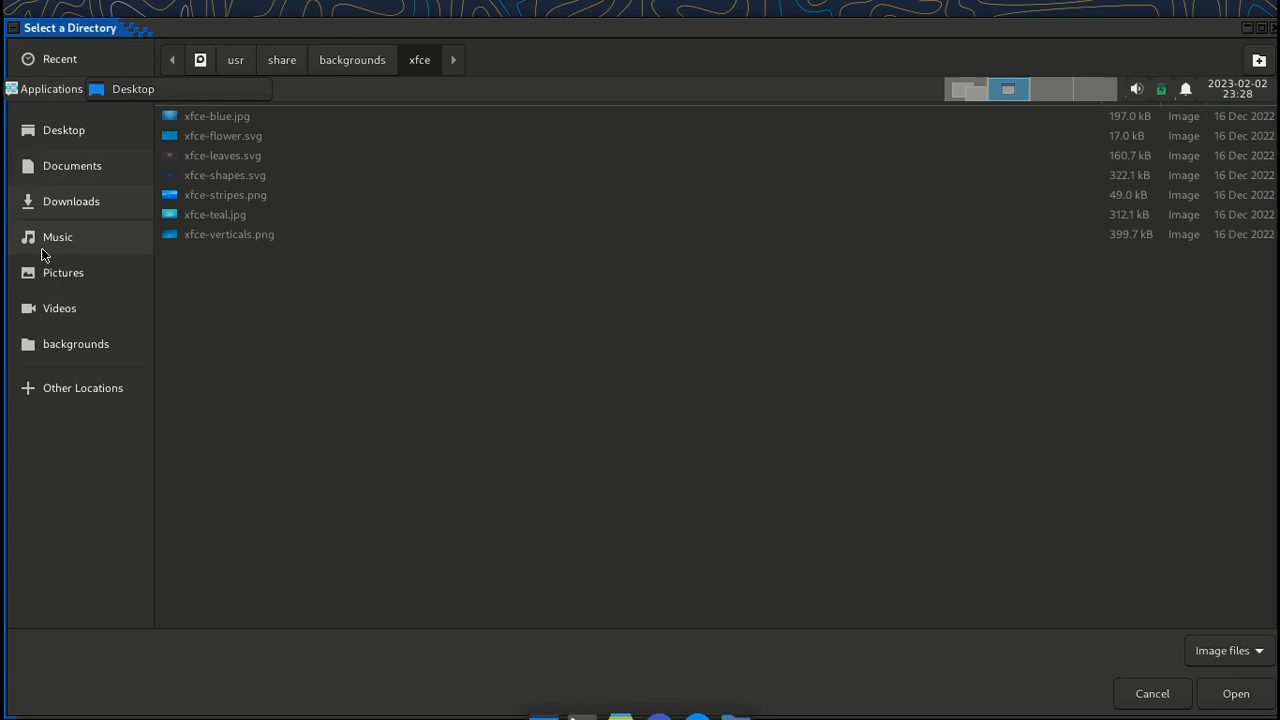 Select a Directory
Recent
usr share backgrounds xfce
Applications Desktop 2023-02-02
23:28
Desktop
Documents
Downloads
Music
Pictures
Videos
backgrounds
Other Locations
xfce-blue.jpg 197.0 kB Image 16 Dec 2022
xfce-flower.svg 17.0 kB Image 16 Dec 2022
xfce-leaves.svg 160.7 kB Image 16 Dec 2022
xfce-shapes.svg 322.1 kB Image 16 Dec 2022
xfce-stripes.png 49.0 kB Image 16 Dec 2022
xfce-teal.jpg 312.1 kB Image 16 Dec 2022
xfce-verticals.png 399.7 kB Image 16 Dec 2022
Image files
Cancel Open